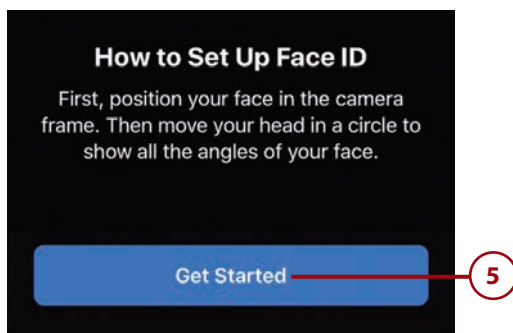 How to Set Up Face ID
First, position your face in the camera
frame. Then move your head in a circle to
show all the angles of your face.
Get Started
5